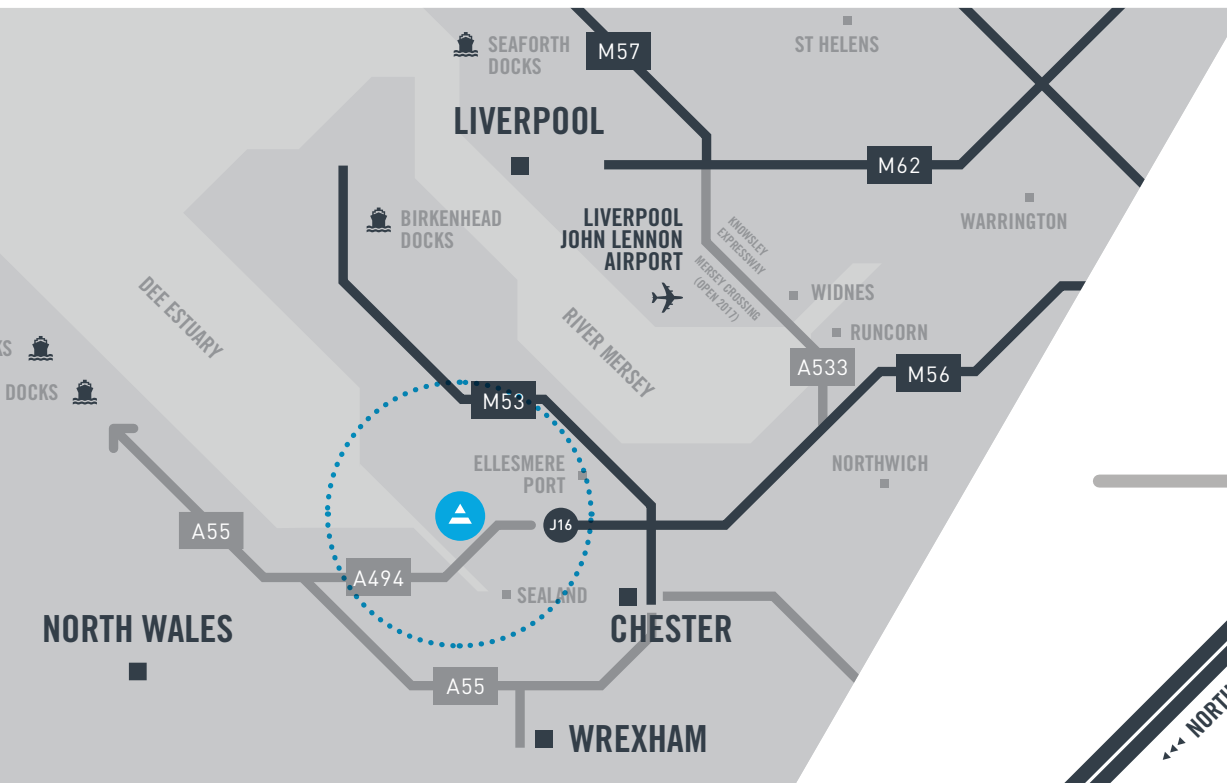 SEAFORTH
DOCKS
M57
ST HELENS
LIVERPOOL
M62
BIRKENHEAD
DOCKS
LIVERPOOL
JOHN LENNON
AIRPORT
KNOWSLEY
EXPRESSWAY
MERSEY CROSSING
(OPEN 2017)
WARRINGTON
DEE ESTUARY
WIDNES
RIVER MERSEY
RUNCORN
A533
M56
DOCKS
M53
ELLESMERE
PORT
NORTHWICH
A55
J16
A494
SEALAND
NORTH WALES
CHESTER
A55
WREXHAM